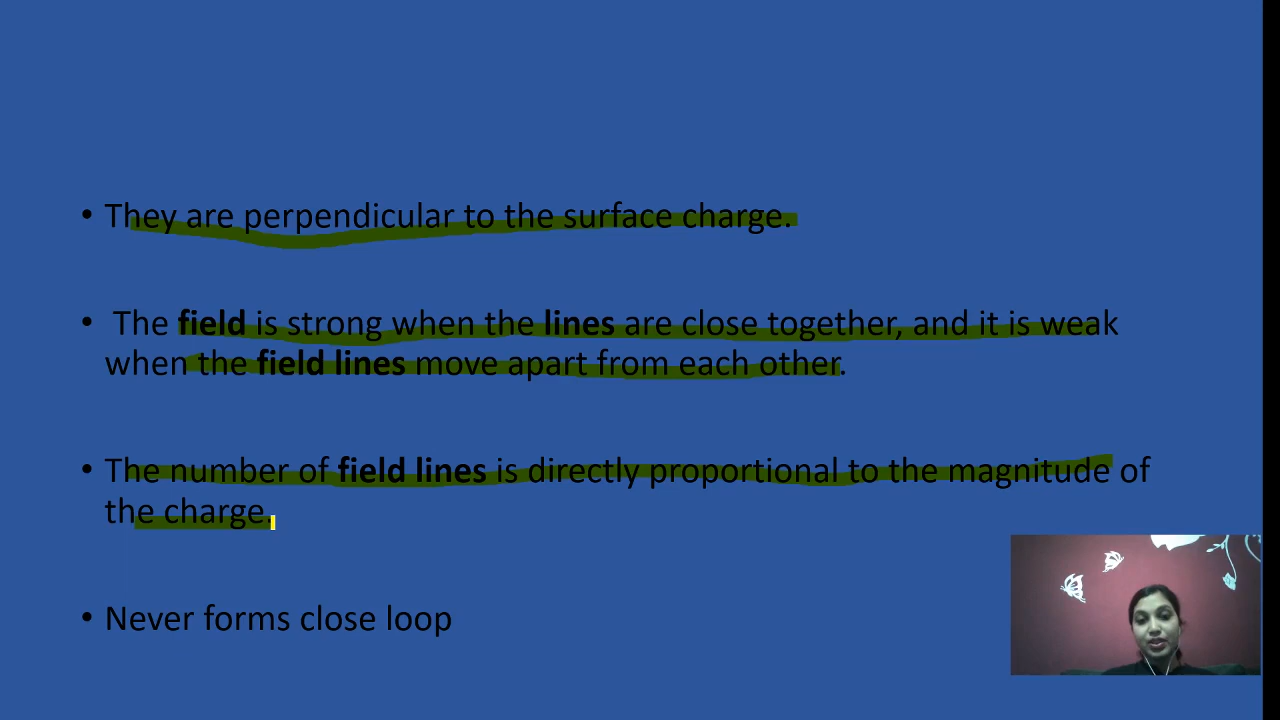 • They are perpendicular to the surface charge.
• The field is strong when the lines are close together, and it is weak
when the field lines move apart from each other.
• The number of field lines is directly proportional to the magnitude of
the charge.
• Never forms close loop